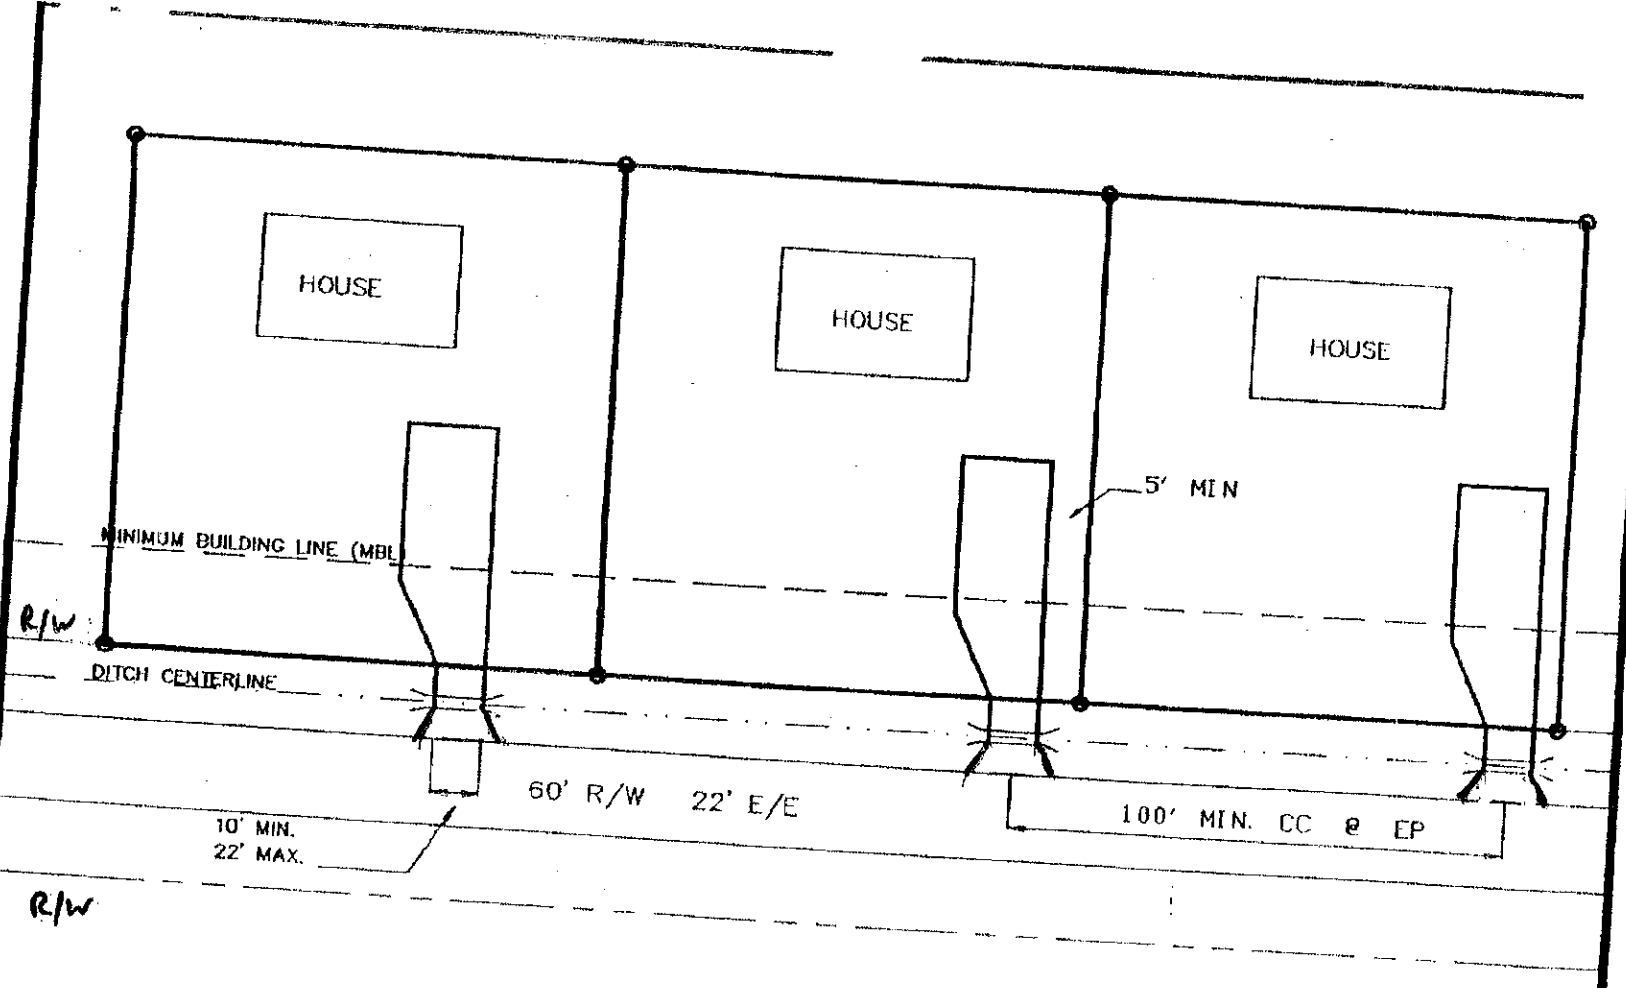 HOUSE
HOUSE
HOUSE
5' MIN
MINIMUM BUILDING LINE (MBL)
R/W
DITCH CENTERLINE
60' R/W 22' E/E
100' MIN. CC @ EP
10' MIN.
22' MAX.
R/W